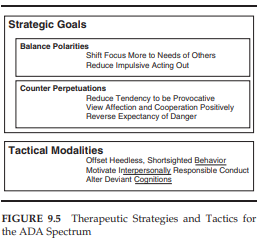 Strategic Goals
Balance Polarities
Shift Focus More to Needs of Others
Reduce Impulsive Acting Out
Counter Perpetuations
Reduce Tendency to be Provocative
View Affection and Cooperation Positively
Reverse Expectancy of Danger
Tactical Modalities
Offset Heedless, Shortsighted Behavior
Motivate Interpersonally Responsible Conduct
Alter Deviant Cognitions
FIGURE 9.5 Therapeutic Strategies and Tactics for
the ADA Spectrum